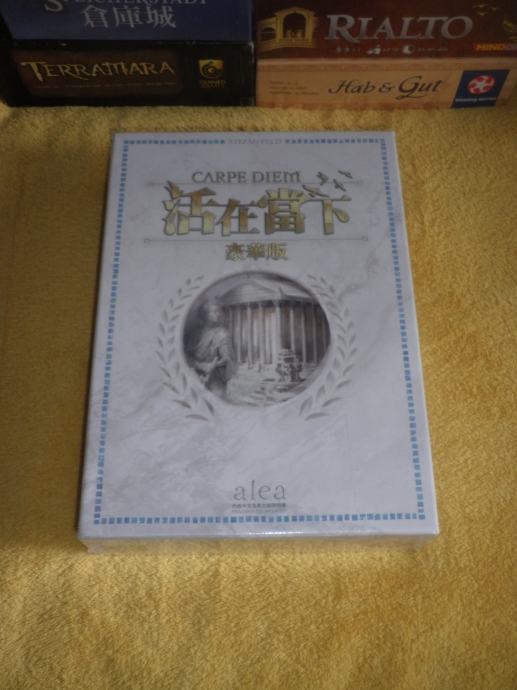 SPEICHERSTADT
倉庫城
TERRAMARA
RIALTO
Hab & Gut
STEFAN FELD
CARPE DIEM
活在當下
豪華版
alea